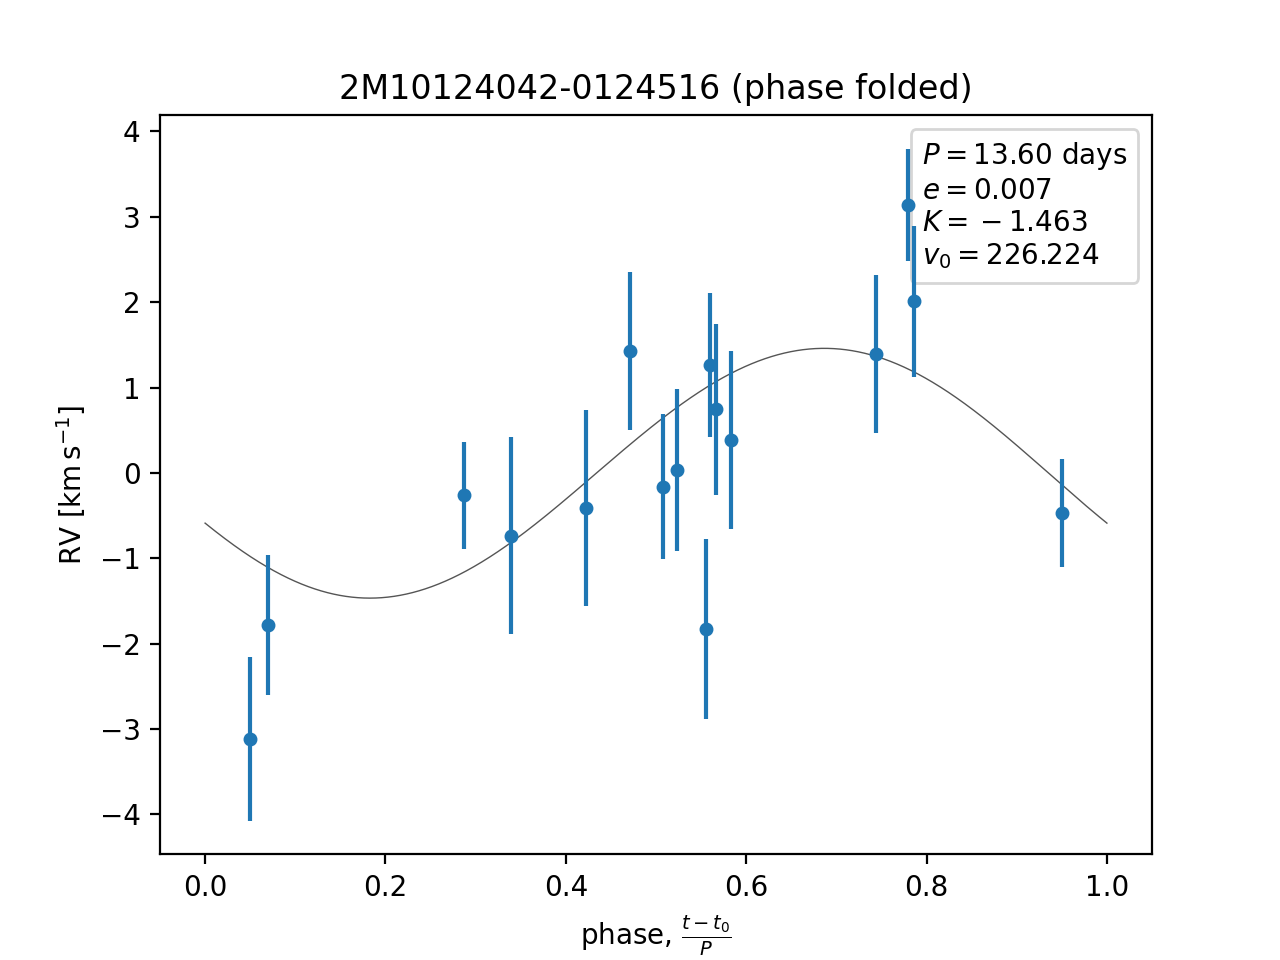 2M10124042-0124516 (phase folded)
P = 13.60 days
e = 0.007
K = −1.463
v₀ = 226.224
4
3
2
1
0
−1
−2
−3
−4
RV [km s⁻¹]
0.0 0.2 0.4 0.6 0.8 1.0
phase, (t − t₀)/P